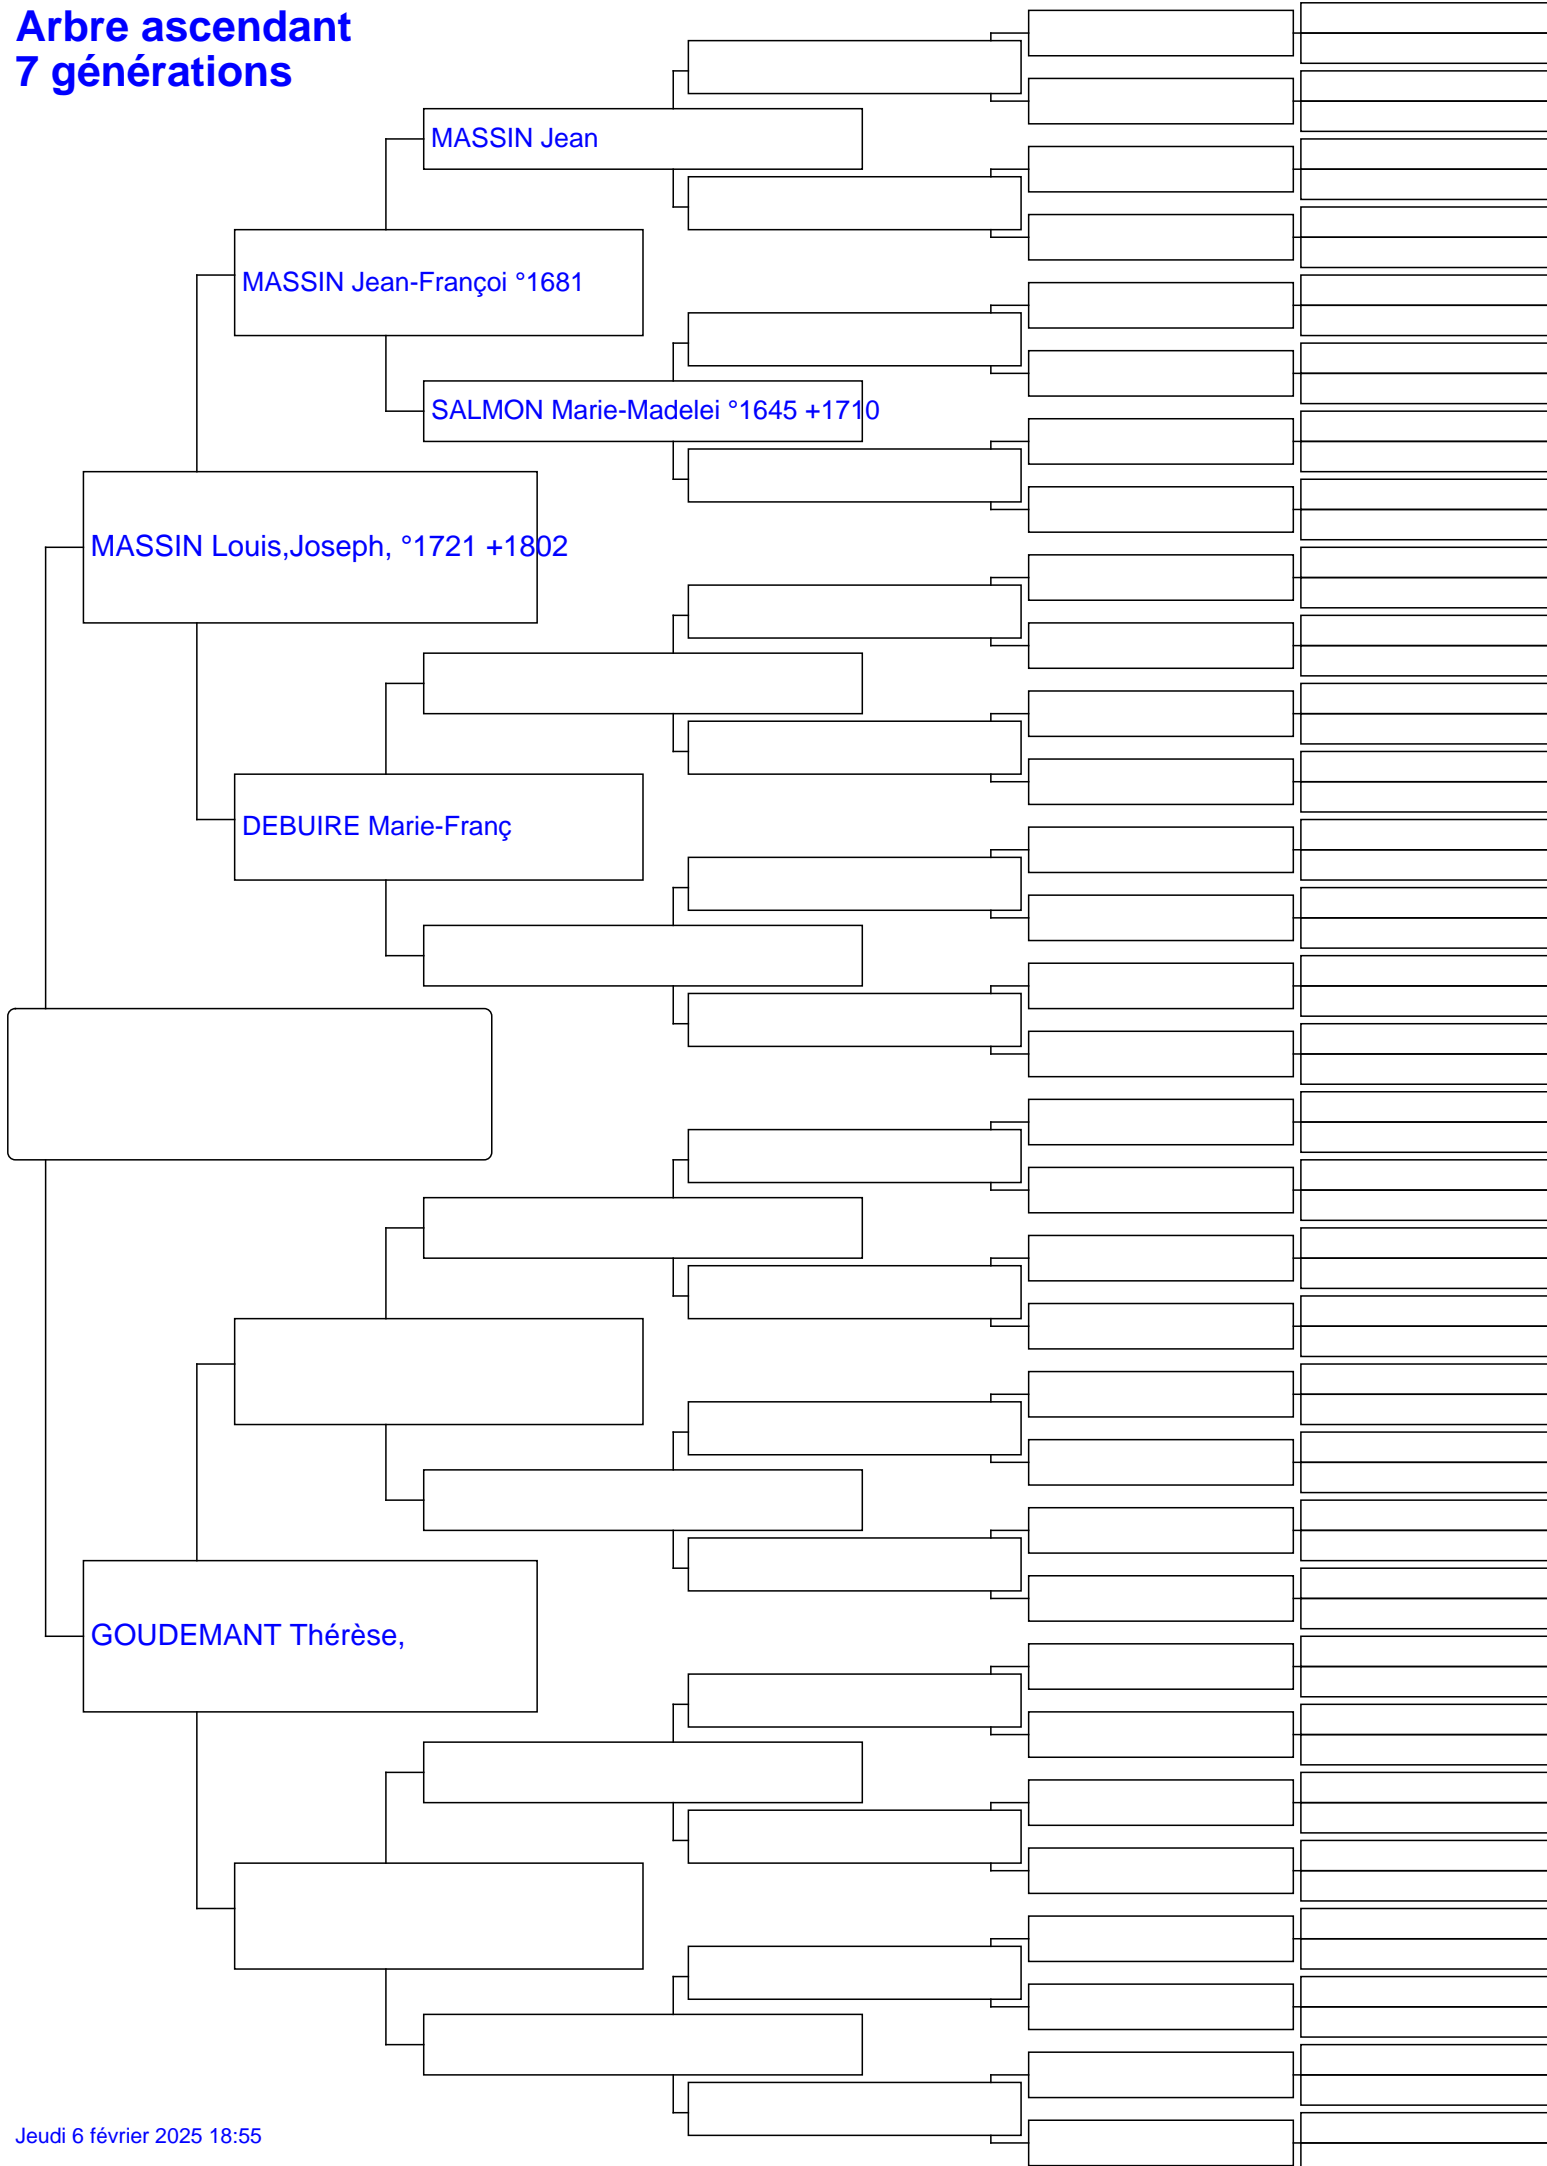 Arbre ascendant
7 générations
MASSIN Jean
MASSIN Jean-Françoi °1681
SALMON Marie-Madelei °1645 +1710
MASSIN Louis,Joseph, °1721 +1802
DEBUIRE Marie-Franç
GOUDEMANT Thérèse,
Jeudi 6 février 2025 18:55